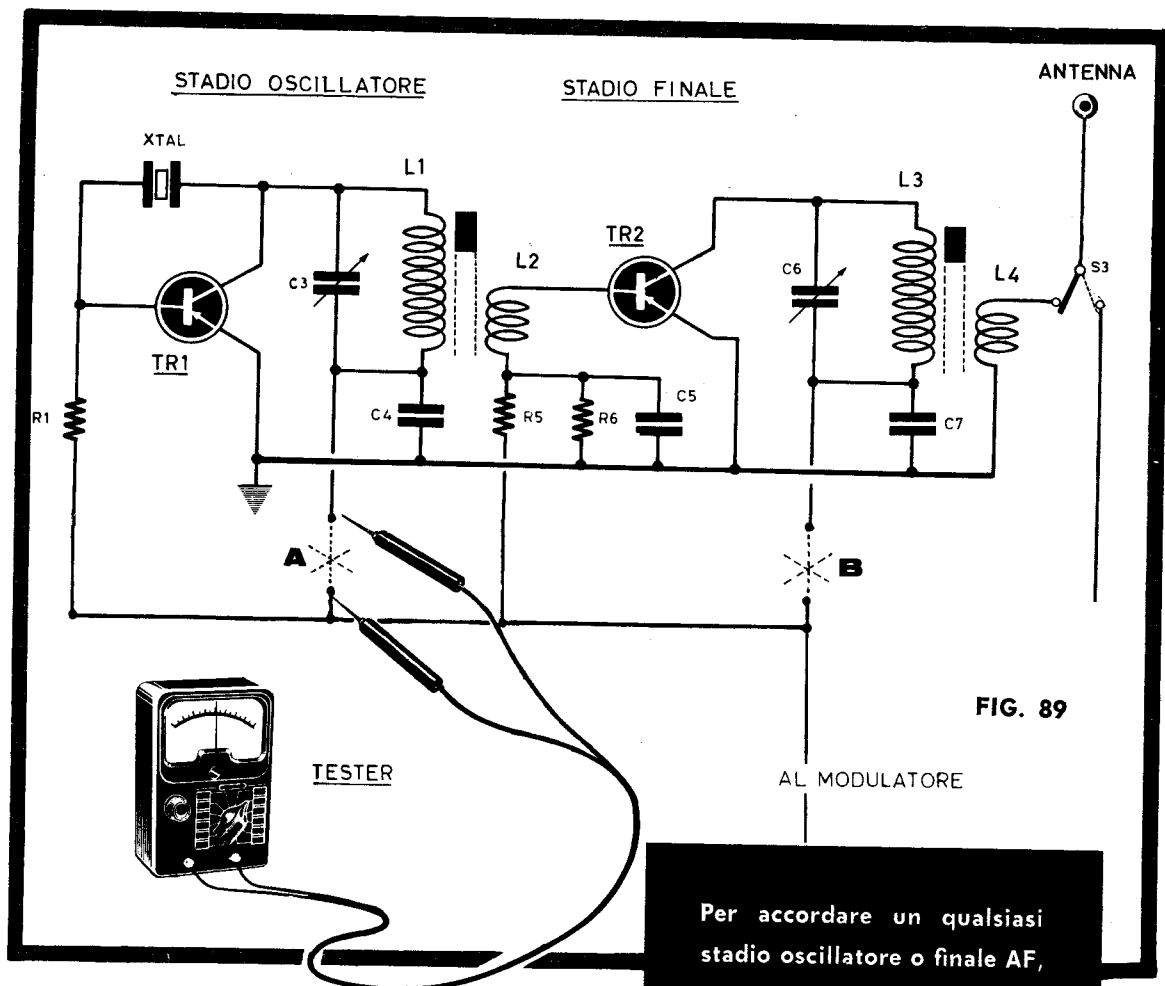 STADIO OSCILLATORE
STADIO FINALE
ANTENNA
XTAL
L1
L3
L2
TR2
L4
S3
C3
C6
TR1
R1
C4
R5
R6
C5
C7
A
B
FIG. 89
TESTER
AL MODULATORE
Per accordare un qualsiasi
stadio oscillatore o finale AF,